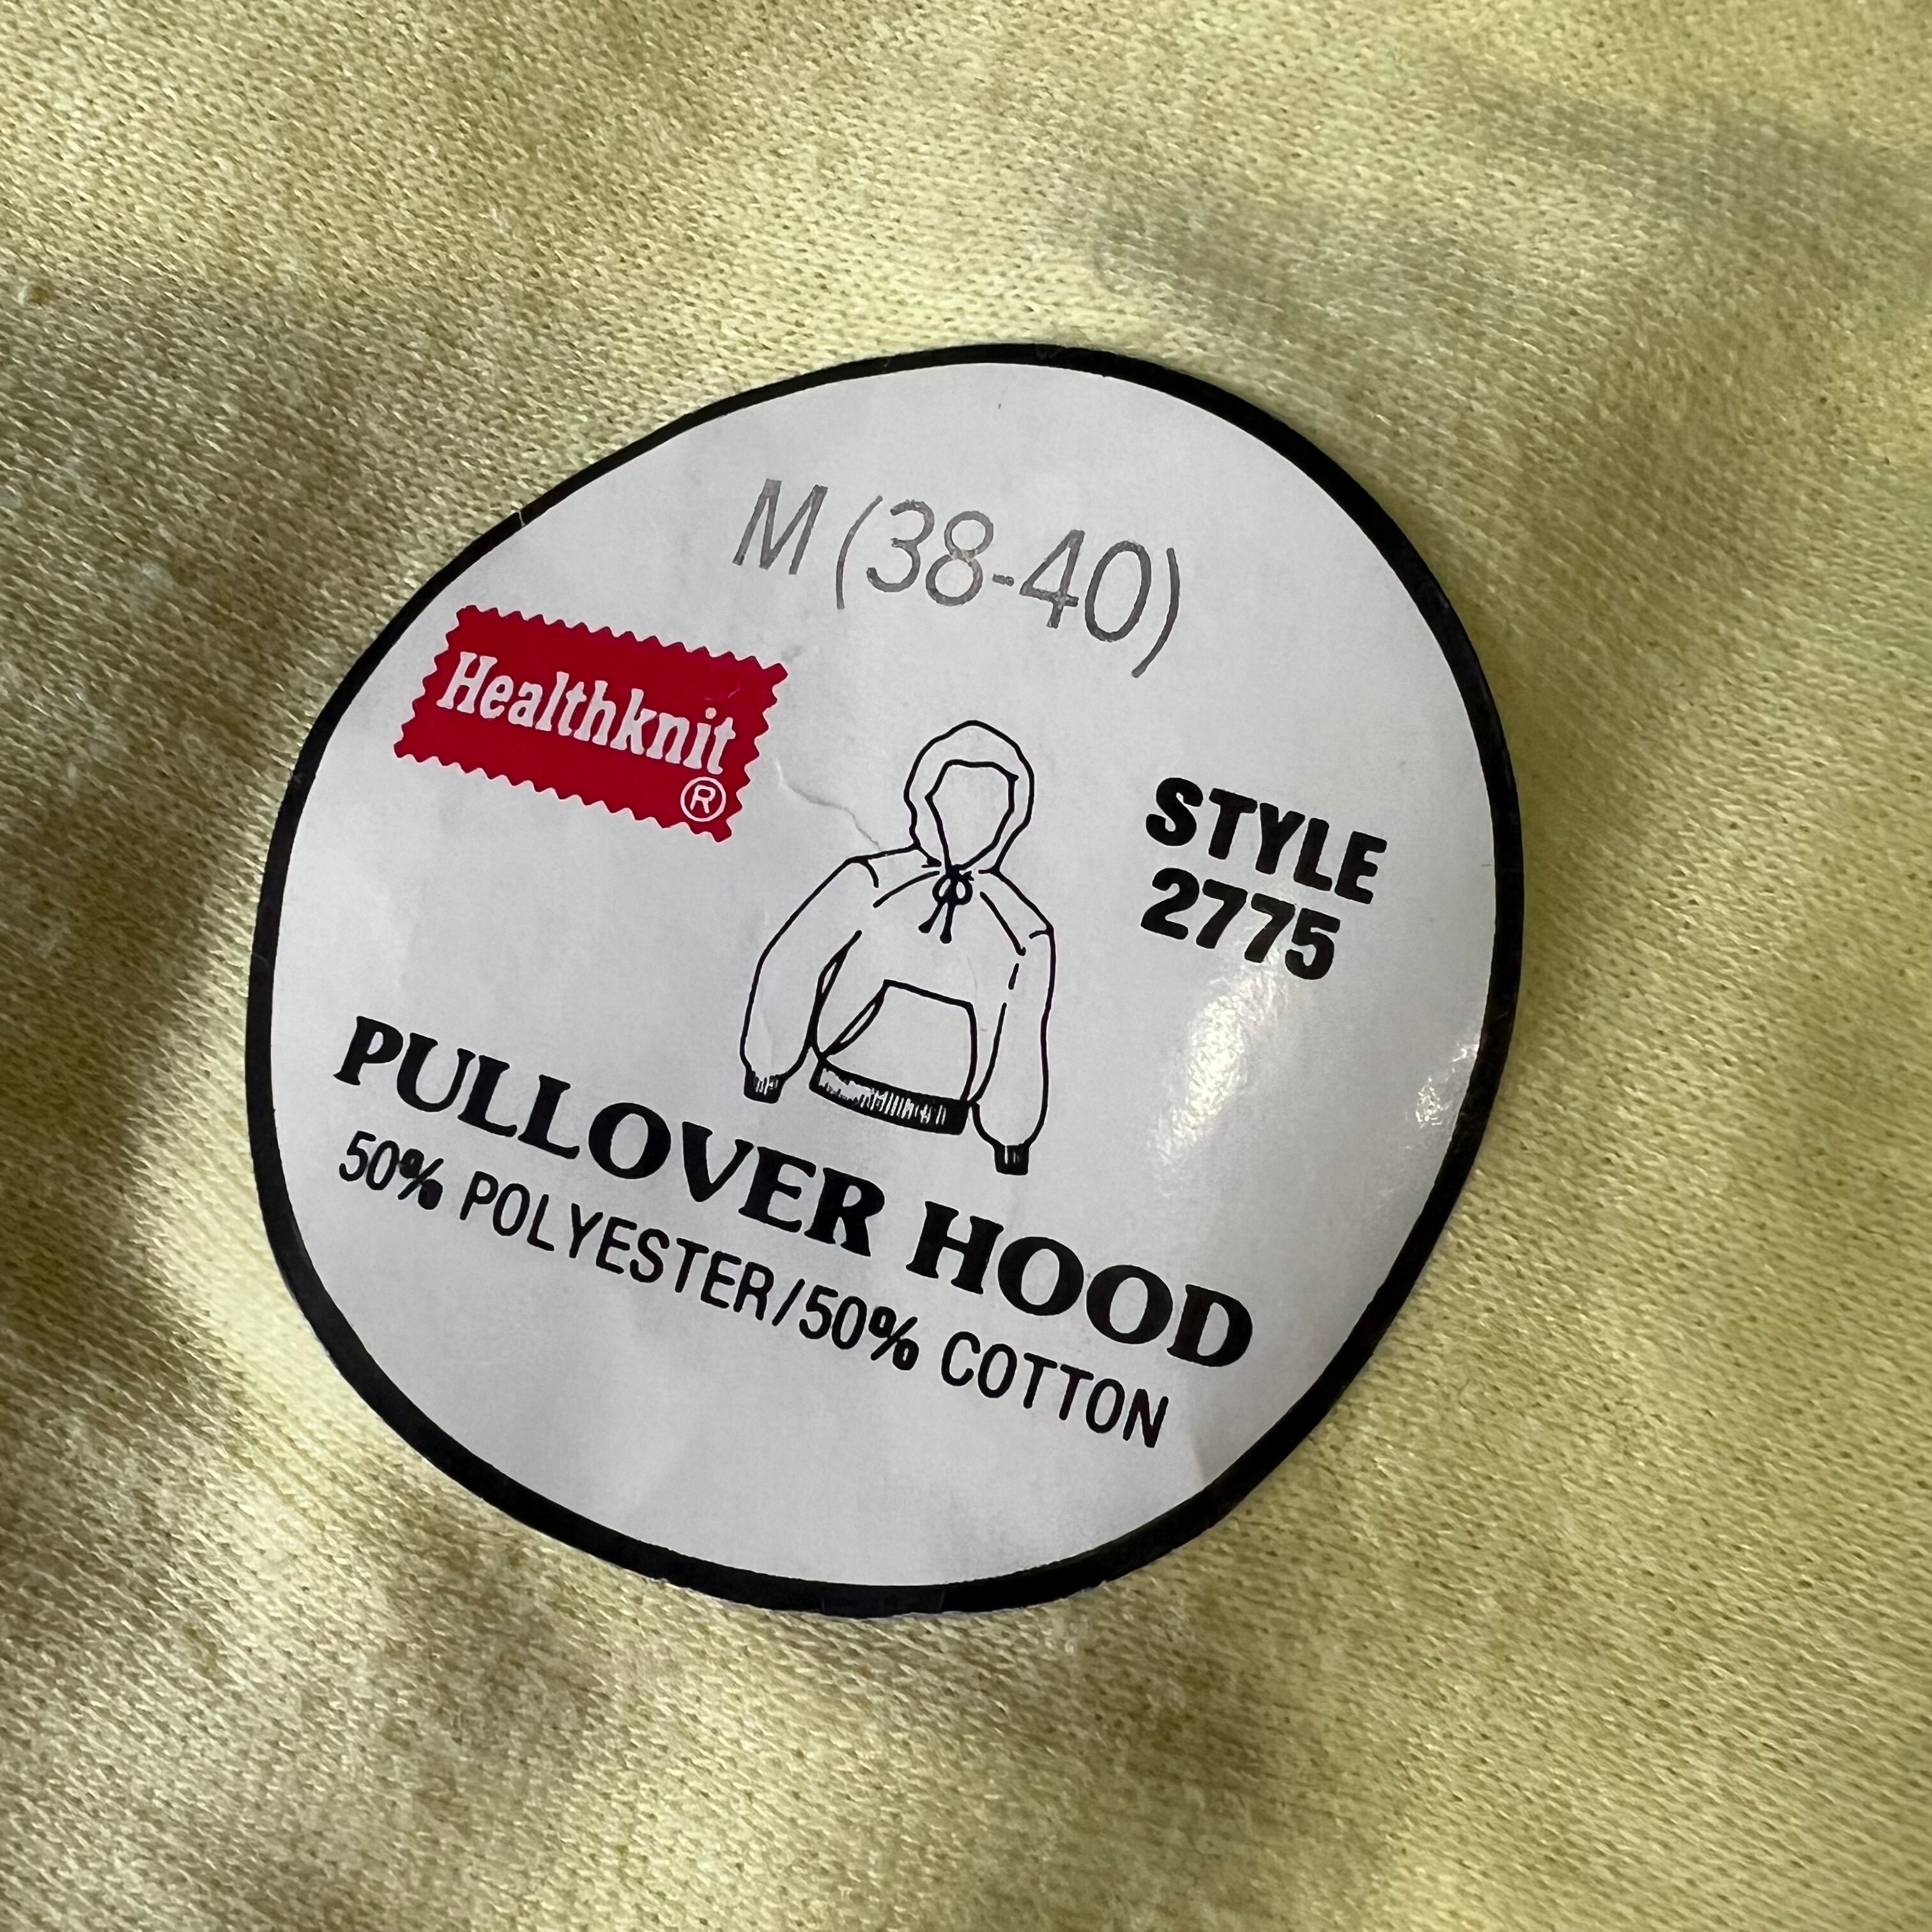 M (38-40)
Healthknit
®
STYLE
2775
PULLOVER HOOD
50% POLYESTER/50% COTTON